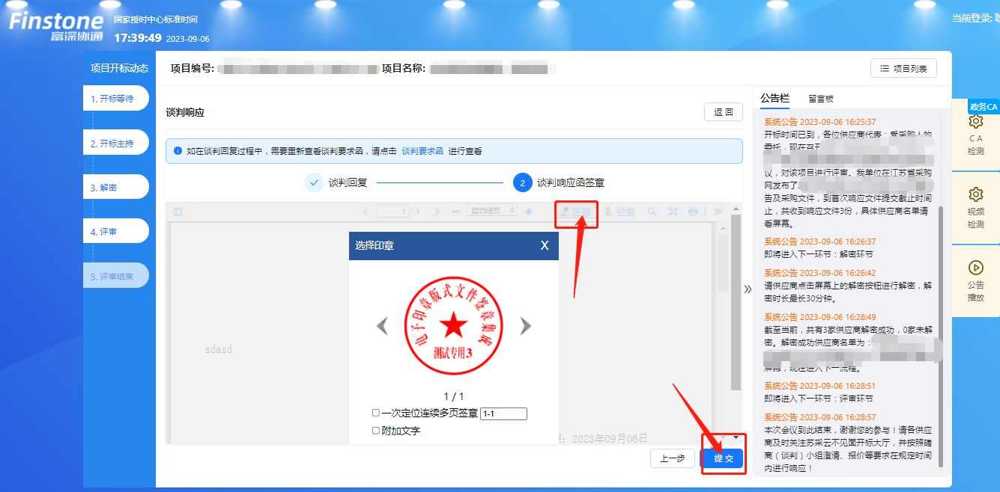 Finstone
富深协通
国家授时中心标准时间
17:39:49 2023-09-06
当前登录:
项目开标动态
1. 开标等待
2. 开标主持
3. 解密
4. 评审
5. 评审结束
项目编号:
项目名称:
项目列表
谈判响应
返 回
如在谈判回复过程中，需要重新查看谈判要求函，请点击 谈判要求函 进行查看
谈判回复
2 谈判响应函签章
1 / 1
自动缩放
签章
验章
选择印章
X
电子印章版式文件签章集成
测试专用3
1 / 1
一次定位连续多页签章 1-1
附加文字
sdasd
2023年09月06日
上一步
提 交
公告栏
留言板
系统公告 2023-09-06 16:25:37
开标时间已到，各位供应商代表：受采购人的
委托，现在召开
议，对该项目进行评审。我单位在江苏省采购
网发布了
告及采购文件，到首次响应文件提交截止时间
止，共收到响应文件3份，具体供应商名单请
看屏幕。
系统公告 2023-09-06 16:26:37
即将进入下一环节：解密环节
系统公告 2023-09-06 16:26:42
请供应商点击屏幕上的解密按钮进行解密，解
密时长最长30分钟。
系统公告 2023-09-06 16:28:49
截至当前，共有3家供应商解密成功，0家未解
密。解密成功供应商名单为：
屏幕，现在进入下一流程。
系统公告 2023-09-06 16:28:51
即将进入下一环节：评审环节
系统公告 2023-09-06 16:28:57
本次会议到此结束，谢谢您的参与！请各供应
商及时关注苏采云不见面开标大厅，并按照磋
商（谈判）小组澄清、报价等要求在规定时间
内进行响应！
政务CA
CA
检测
视频
检测
公告
播放